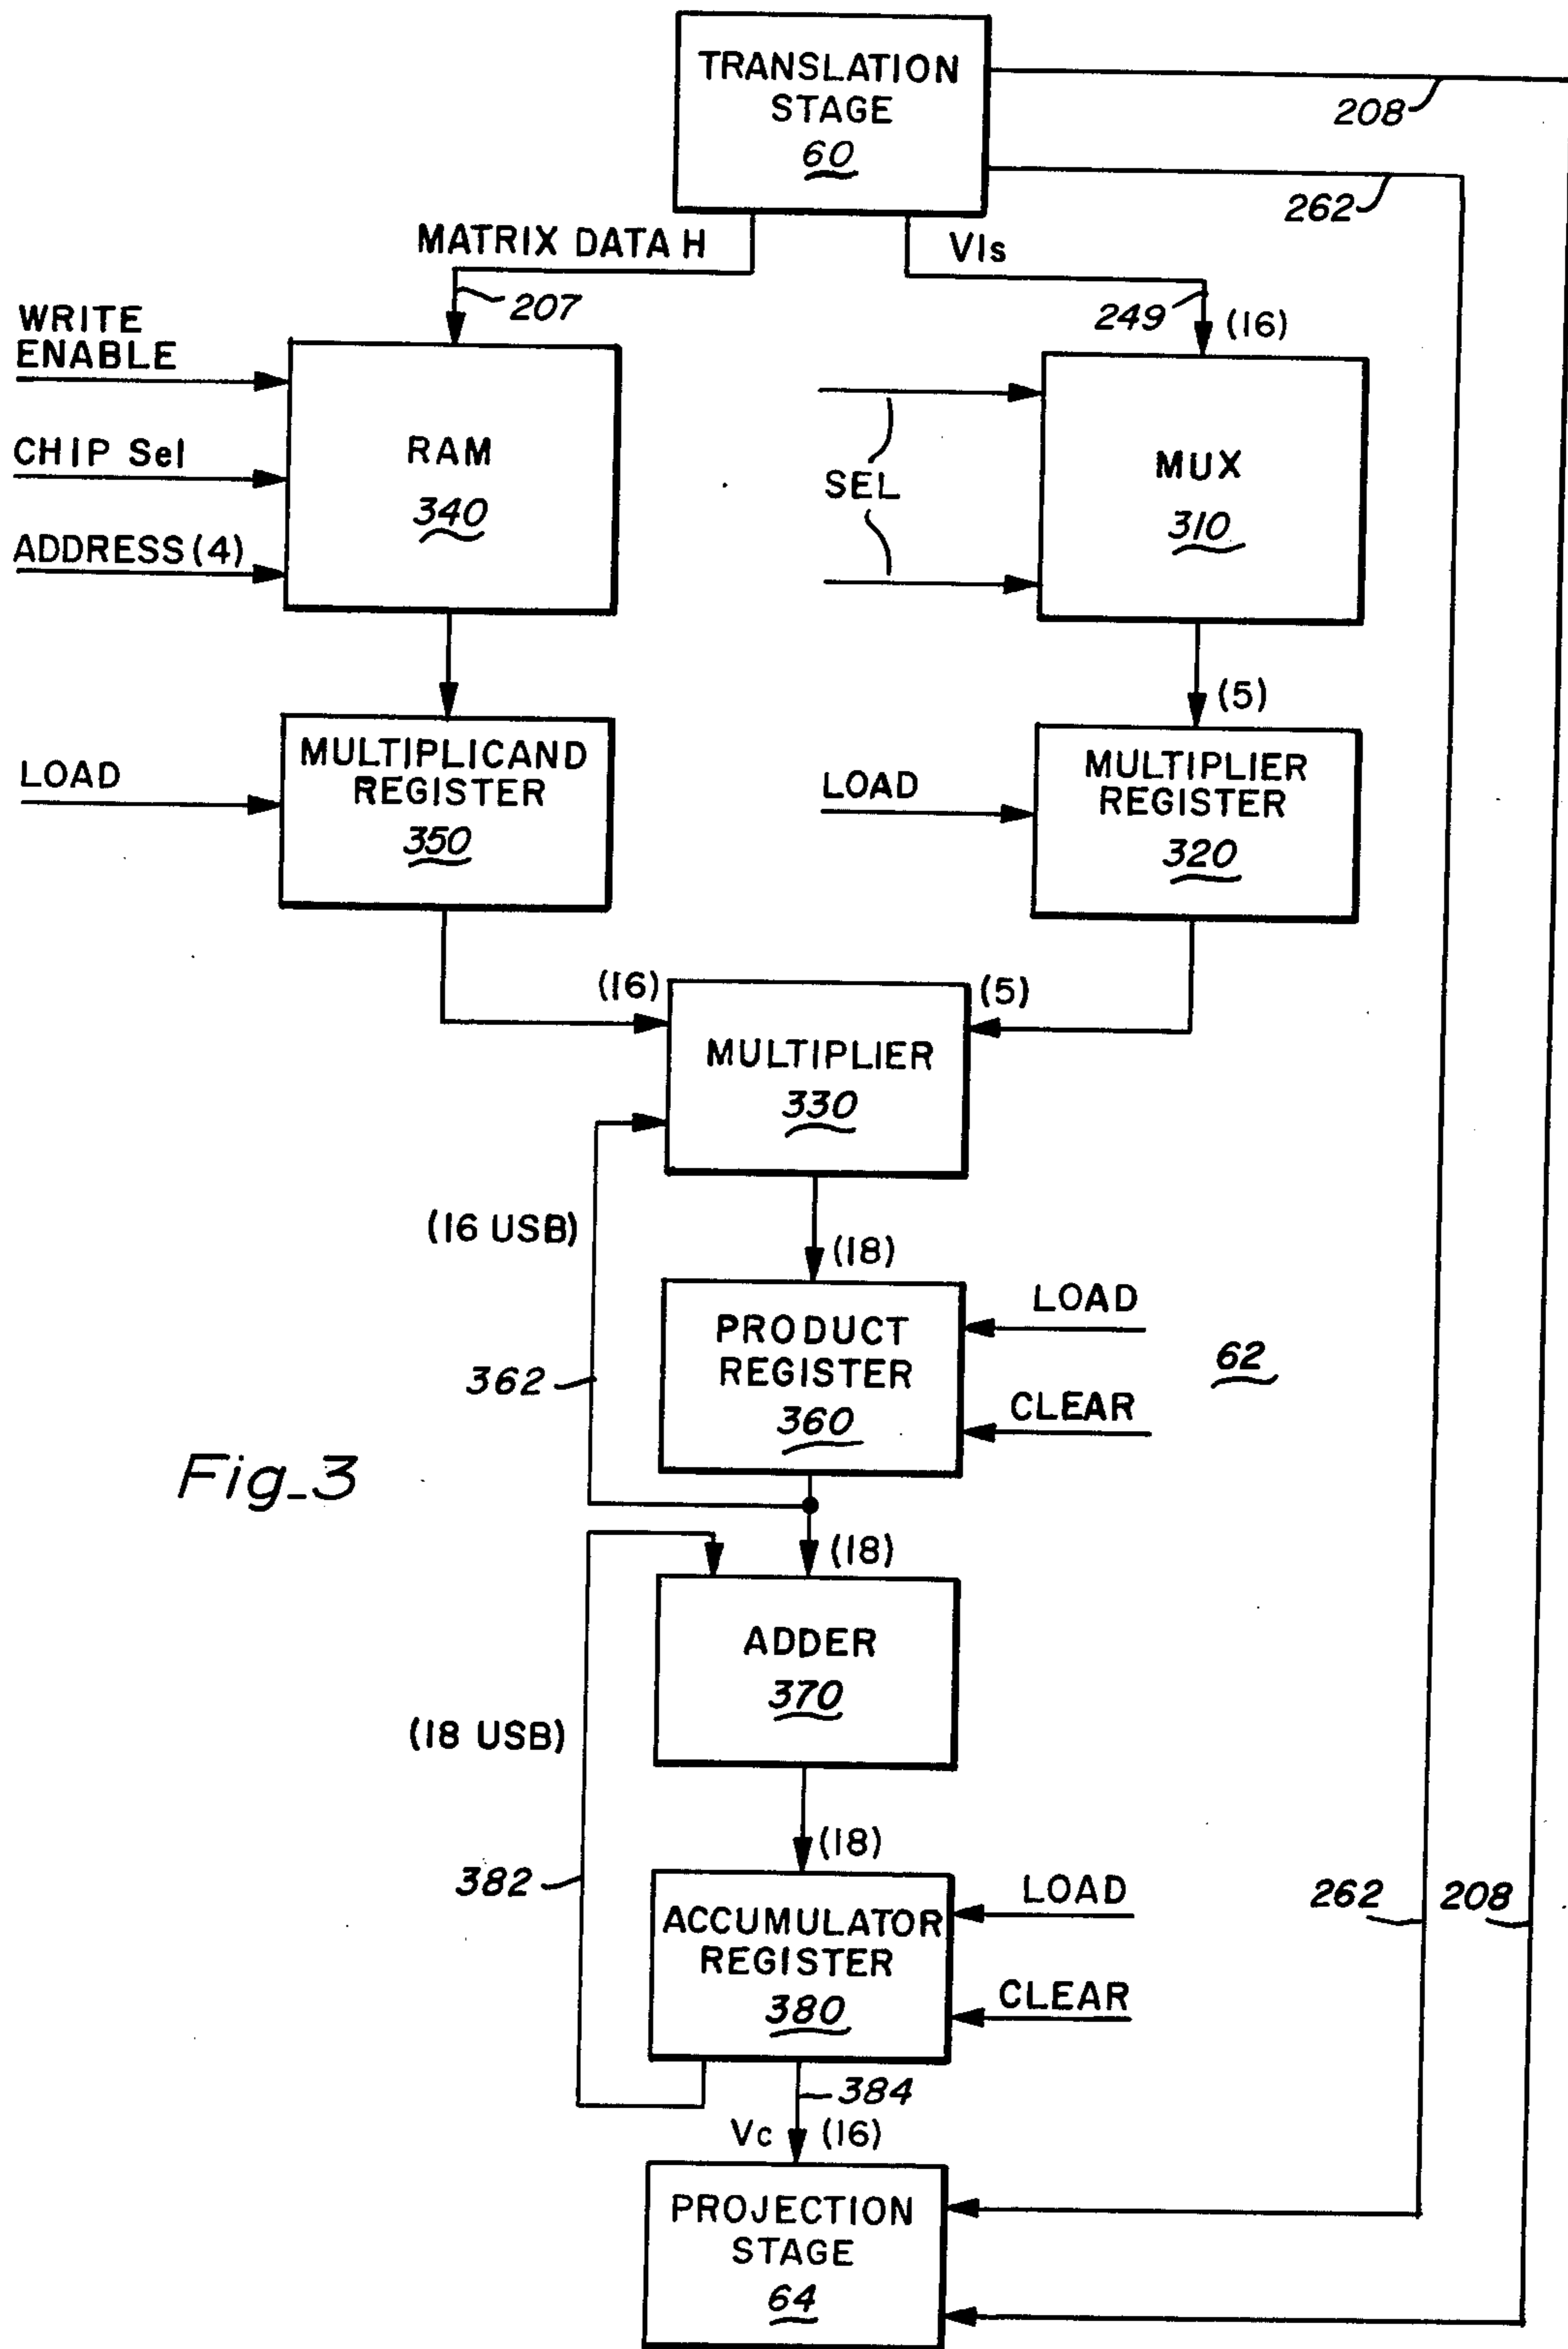 TRANSLATION
STAGE
60
208
262
MATRIX DATA H
VIs
207
249
(16)
WRITE
ENABLE
CHIP Sel
ADDRESS (4)
RAM
340
SEL
MUX
310
(5)
LOAD
MULTIPLICAND
REGISTER
350
LOAD
MULTIPLIER
REGISTER
320
(16)
(5)
MULTIPLIER
330
(16 USB)
(18)
362
PRODUCT
REGISTER
360
LOAD
CLEAR
62
Fig_3
(18)
ADDER
370
(18 USB)
(18)
382
ACCUMULATOR
REGISTER
380
LOAD
CLEAR
262
208
384
Vc
(16)
PROJECTION
STAGE
64